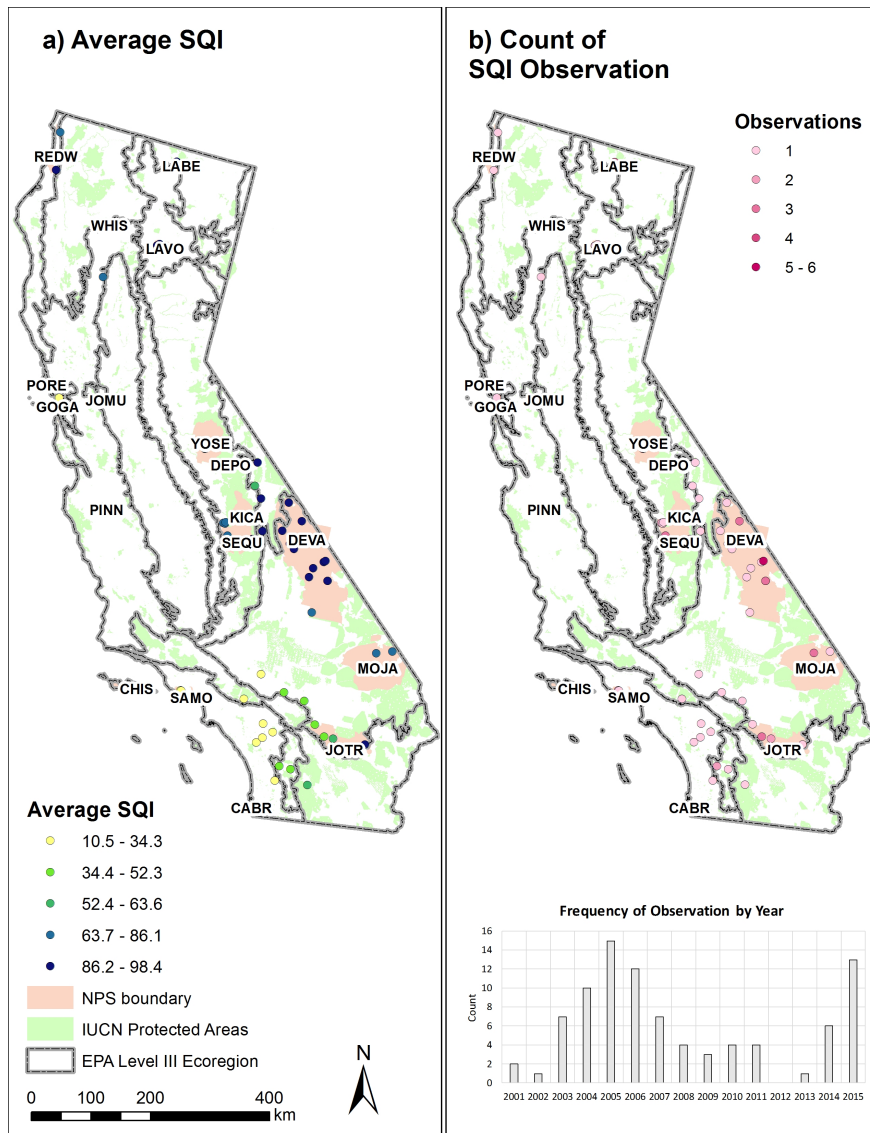 a) Average SQI
REDW
LABE
WHIS
LAVO
PORE
GOGA
JOMU
YOSE
DEPO
PINN
KICA
SEQU
DEVA
MOJA
CHIS
SAMO
JOTR
CABR
Average SQI
10.5 - 34.3
34.4 - 52.3
52.4 - 63.6
63.7 - 86.1
86.2 - 98.4
NPS boundary
IUCN Protected Areas
EPA Level III Ecoregion
0 100 200 400
km
N
b) Count of
SQI Observation
Observations
1
2
3
4
5 - 6
REDW
LABE
WHIS
LAVO
PORE
GOGA
JOMU
YOSE
DEPO
PINN
KICA
SEQU
DEVA
MOJA
CHIS
SAMO
JOTR
CABR
Frequency of Observation by Year
Count
16
14
12
10
8
6
4
2
0
2001 2002 2003 2004 2005 2006 2007 2008 2009 2010 2011 2012 2013 2014 2015